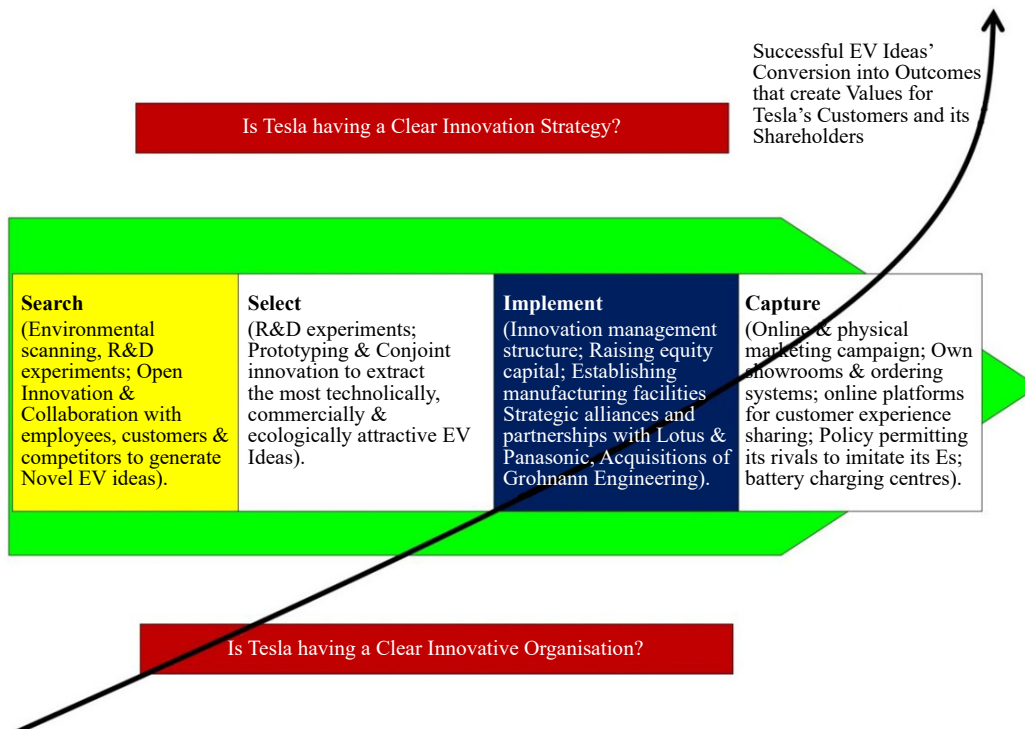 Successful EV Ideas’
Conversion into Outcomes
that create Values for
Tesla’s Customers and its
Shareholders
Is Tesla having a Clear Innovation Strategy?
Search
(Environmental
scanning, R&D
experiments; Open
Innovation &
Collaboration with
employees, customers &
competitors to generate
Novel EV ideas).
Select
(R&D experiments;
Prototyping & Conjoint
innovation to extract
the most technolically,
commercially &
ecologically attractive EV
Ideas).
Implement
(Innovation management
structure; Raising equity
capital; Establishing
manufacturing facilities
Strategic alliances and
partnerships with Lotus &
Panasonic, Acquisitions of
Grohnann Engineering).
Capture
(Online & physical
marketing campaign; Own
showrooms & ordering
systems; online platforms
for customer experience
sharing; Policy permitting
its rivals to imitate its Es;
battery charging centres).
Is Tesla having a Clear Innovative Organisation?